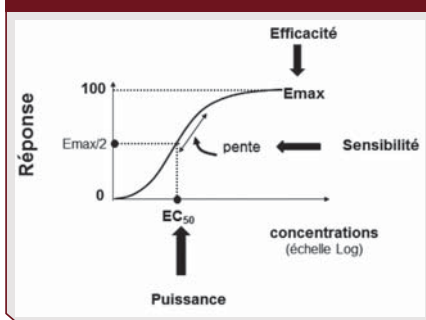 Efficacité
100
Emax
Réponse
Emax/2
pente
Sensibilité
0
EC₅₀
concentrations
(échelle Log)
Puissance